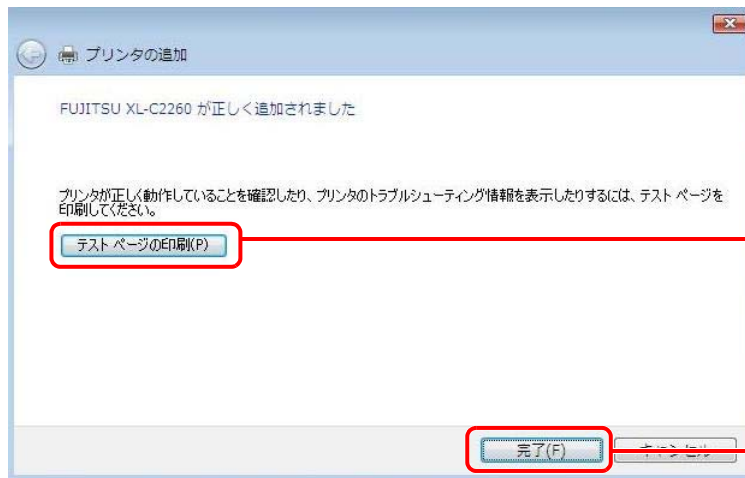 プリンタの追加
FUJITSU XL-C2260 が正しく追加されました
プリンタが正しく動作していることを確認したり、プリンタのトラブルシューティング情報を表示したりするには、テスト ページを
印刷してください。
テスト ページの印刷(P)
完了(F)
キャンセル